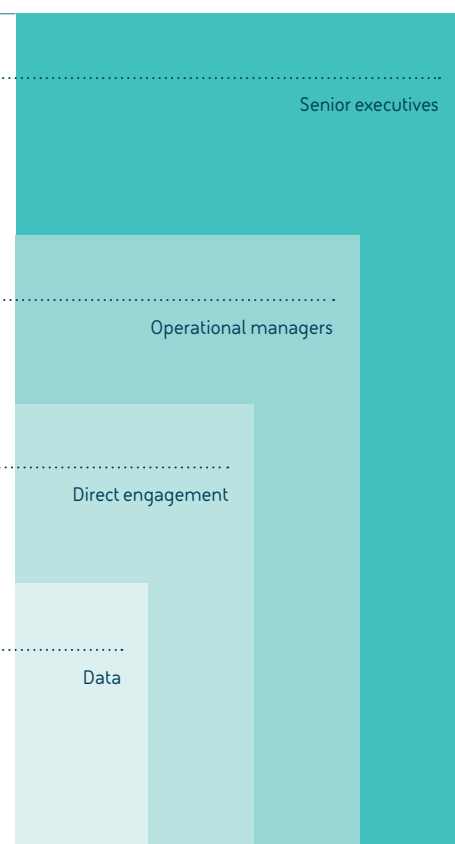 Senior executives
Operational managers
Direct engagement
Data